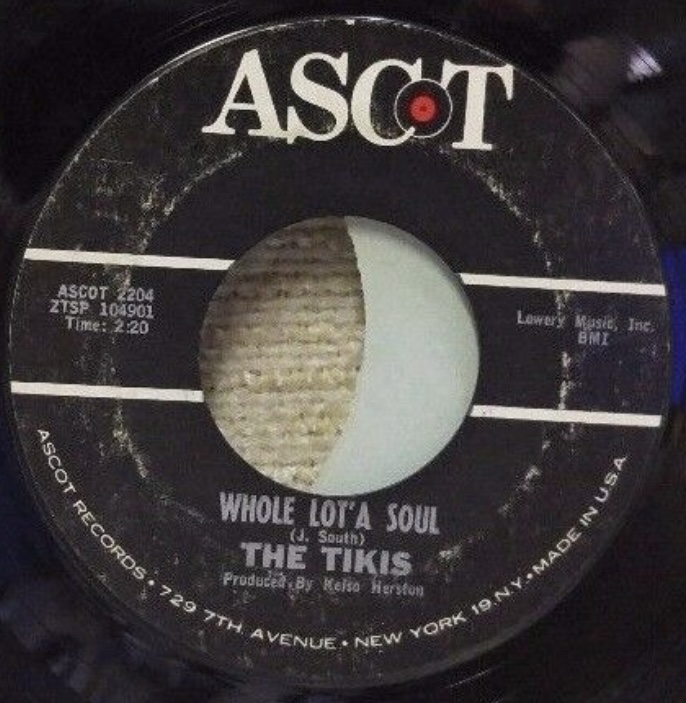 ASCOT
ASCOT 2204
ZTSP 104901
Time: 2:20
Lowery Music, Inc.
BMI
WHOLE LOT'A SOUL
(J. South)
THE TIKIS
Produced By Kelso Herston
ASCOT RECORDS • 729 7TH AVENUE • NEW YORK 19, N.Y. • MADE IN USA